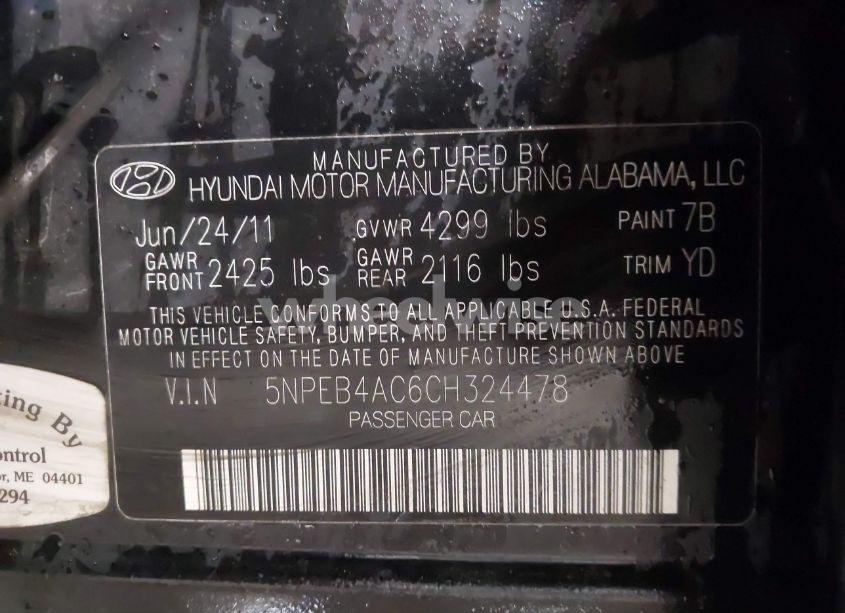 MANUFACTURED BY
HYUNDAI MOTOR MANUFACTURING ALABAMA, LLC
Jun/24/11 GVWR 4299 lbs PAINT 7B
GAWR FRONT 2425 lbs GAWR REAR 2116 lbs TRIM YD
THIS VEHICLE CONFORMS TO ALL APPLICABLE U.S.A. FEDERAL
MOTOR VEHICLE SAFETY, BUMPER, AND THEFT PREVENTION STANDARDS
IN EFFECT ON THE DATE OF MANUFACTURE SHOWN ABOVE
V.I.N 5NPEB4AC6CH324478
PASSENGER CAR
ing By
ontrol
or, ME 04401
294